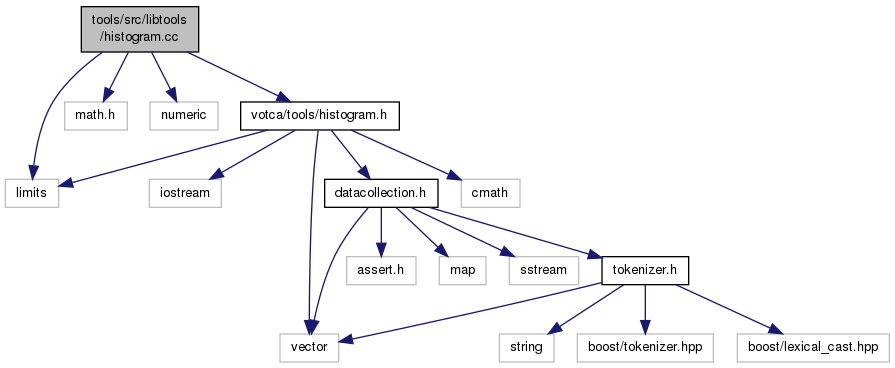 tools/src/libtools
/histogram.cc
math.h
numeric
votca/tools/histogram.h
limits
iostream
datacollection.h
cmath
assert.h
map
sstream
tokenizer.h
vector
string
boost/tokenizer.hpp
boost/lexical_cast.hpp